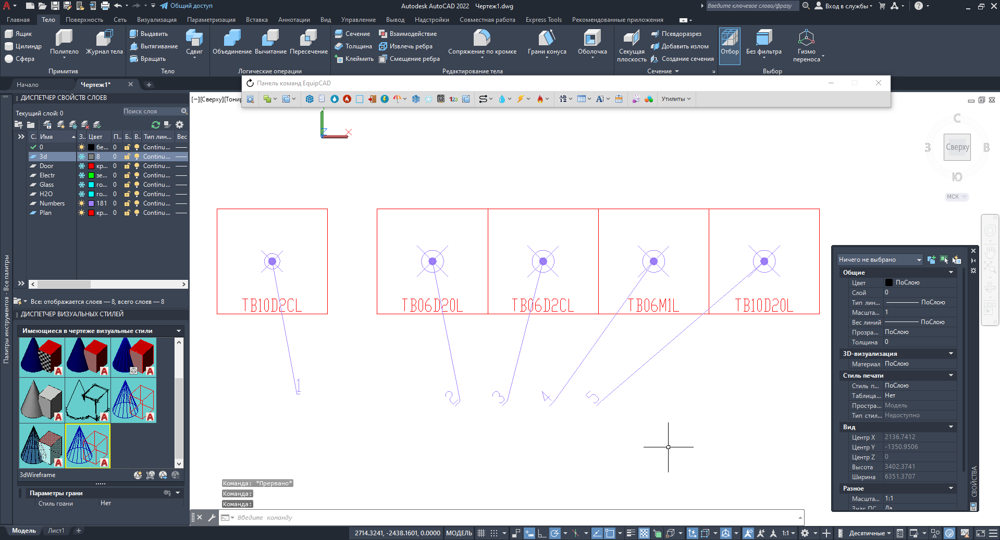 Общий доступ
Autodesk AutoCAD 2022 Чертеж1.dwg
Введите ключевое слово/фразу
Вход в службы
Главная Тело Поверхность Сеть Визуализация Параметризация Вставка Аннотации Вид Управление Вывод Надстройки Совместная работа Express Tools Рекомендованные приложения
Ящик
Цилиндр
Сфера
Политело
Журнал тела
Примитив
Выдавить
Вытягивание
Вращать
Сдвиг
Тело
Объединение Вычитание Пересечение
Логические операции
Сечение
Толщина
Клеймить
Взаимодействие
Извлечь ребра
Смещение ребра
Сопряжение по кромке
Грани конуса
Оболочка
Редактирование тела
Секущая плоскость
Псевдоразрез
Добавить излом
Создание сечения
Сечение
Отбор
Без фильтра
Гизмо переноса
Выбор
Начало
Чертеж1*
Панель команд EquipCAD
123
AB 12
Утилиты
[−][Сверху][Тонир
ДИСПЕТЧЕР СВОЙСТВ СЛОЕВ
Текущий слой: 0
Поиск слоя
С. Имя З.. Цвет П.. Б.. В.. Тип лин... Вес
0 бе... 0 Continu...
3d 8 0 Continu...
Door кр... 0 Continu...
Electr зе... 0 Continu...
Glass го... 0 Continu...
H2O го... 0 Continu...
Numbers 181 0 Continu...
Plan кр... 0 Continu...
Все: отображается слоев — 8, всего слоев — 8
Палитры инструментов - Все палитры
ДИСПЕТЧЕР ВИЗУАЛЬНЫХ СТИЛЕЙ
Имеющиеся в чертеже визуальные стили
3dWireframe
Параметры грани
Стиль грани Нет
X
С
З
Сверху
В
Ю
МСК
TB10D2CL
TB06D20L
TB06D2CL
TB06M1L
TB10D20L
1
2
3
4
5
Ничего не выбрано
Общие
Цвет ПоСлою
Слой 0
Тип лин... ПоСлою
Масшта... 1
Вес линий ПоСлою
Прозра... ПоСлою
Толщина 0
3D-визуализация
Материал ПоСлою
Стиль печати
Стиль п... ПоСлою
Таблица... Нет
Простра... Модель
Тип стил... Недоступно
Вид
Центр X 2136.7412
Центр Y -1350.9506
Центр Z 0
Высота 3402.3741
Ширина 6351.3707
Разное
Масшта... 1:1
Знак ПС... Да
СВОЙСТВА
Команда: *Прервано*
Команда:
Команда:
Введите команду
Модель Лист1
2714.3241, -2438.1601, 0.0000 МОДЕЛЬ
1:1
Десятичные